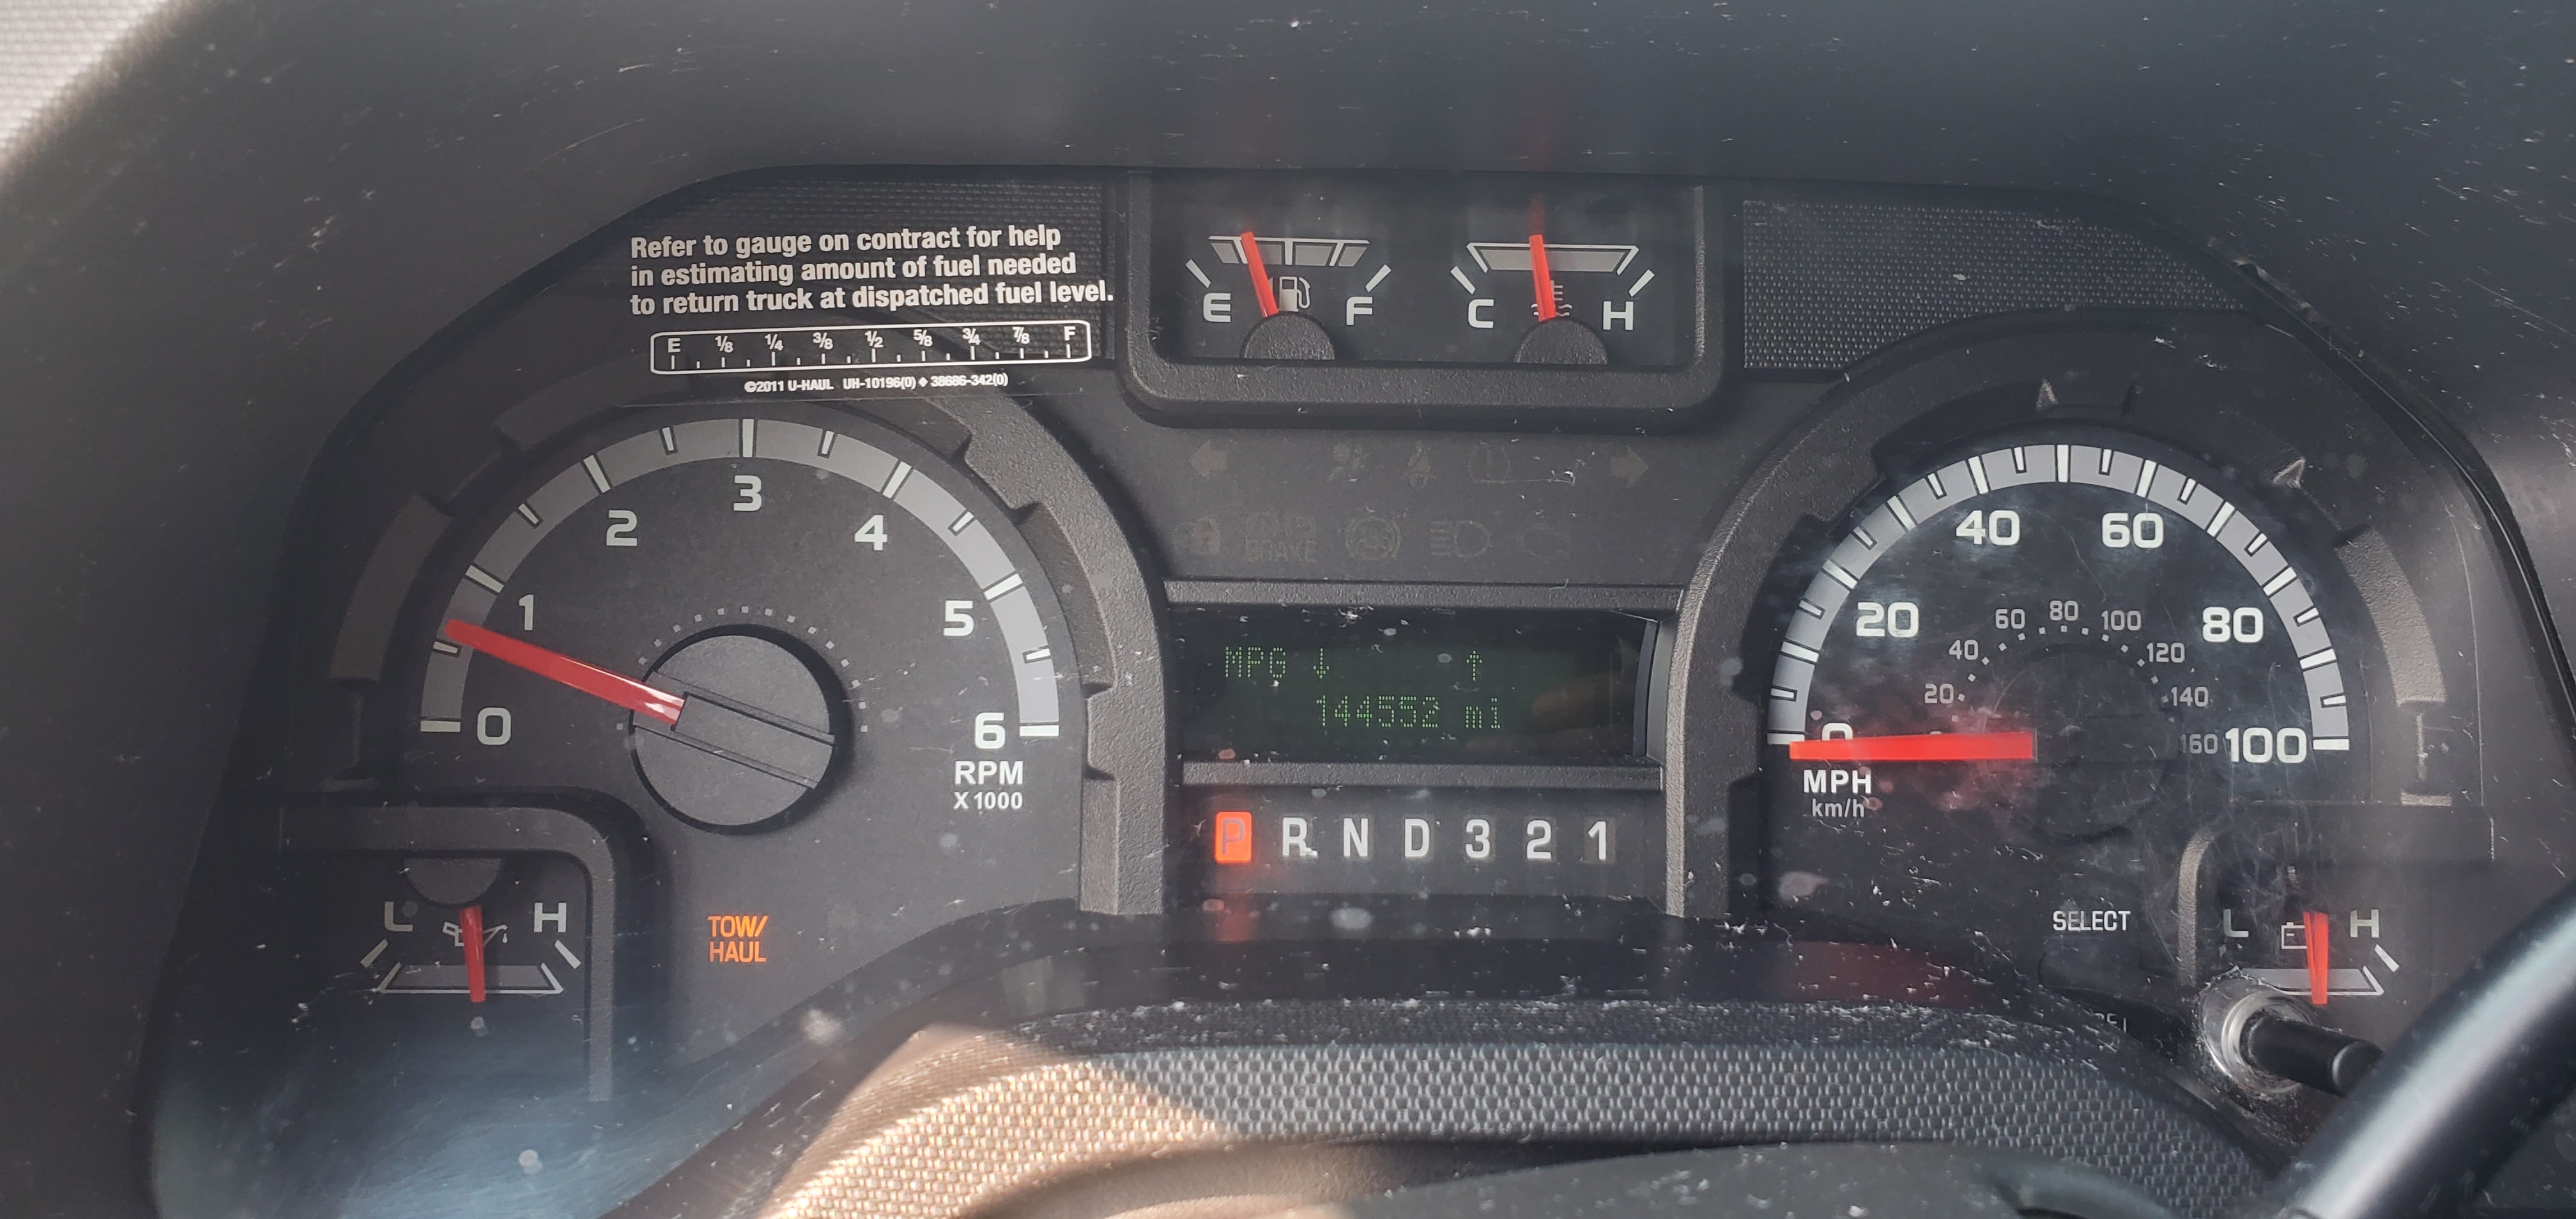 Refer to gauge on contract for help
in estimating amount of fuel needed
to return truck at dispatched fuel level.
E 1/8 1/4 3/8 1/2 5/8 3/4 7/8 F
©2011 U-HAUL UH-10196(0) ◆ 38686-342(0)
E F
C H
0 1 2 3 4 5 6
RPM
X1000
BRAKE
MPG ↓ ↑
144552 mi
P R N D 3 2 1
0 20 40 60 80 100
20 40 60 80 100 120 140 160
MPH
km/h
L H
TOW/
HAUL
SELECT
L H